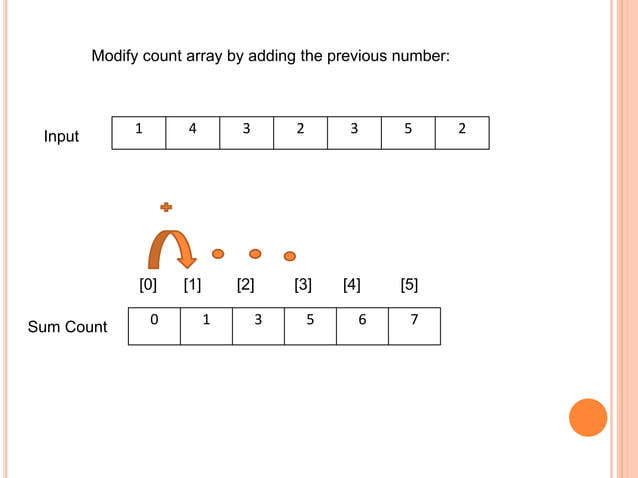 Modify count array by adding the previous number:
Input
1 4 3 2 3 5 2
[0] [1] [2] [3] [4] [5]
Sum Count
0 1 3 5 6 7